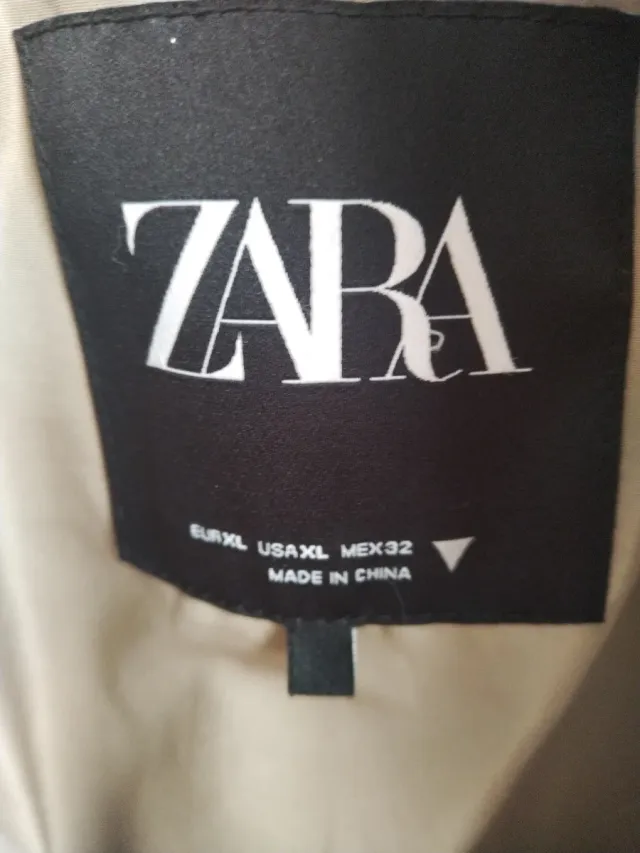 ZARA
EUR XL USA XL MEX 32
MADE IN CHINA